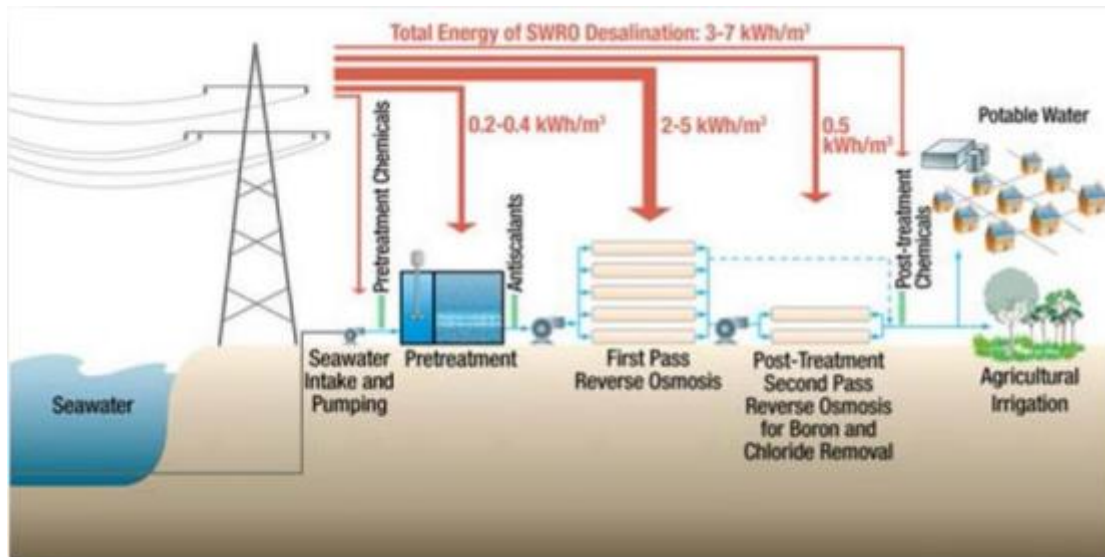 Total Energy of SWRO Desalination: 3-7 kWh/m³
0.2-0.4 kWh/m³
2-5 kWh/m³
0.5
kWh/m³
Potable Water
Pretreatment Chemicals
Antiscalants
Post-treatment
Chemicals
Seawater
Seawater
Intake and
Pumping
Pretreatment
First Pass
Reverse Osmosis
Post-Treatment
Second Pass
Reverse Osmosis
for Boron and
Chloride Removal
Agricultural
Irrigation